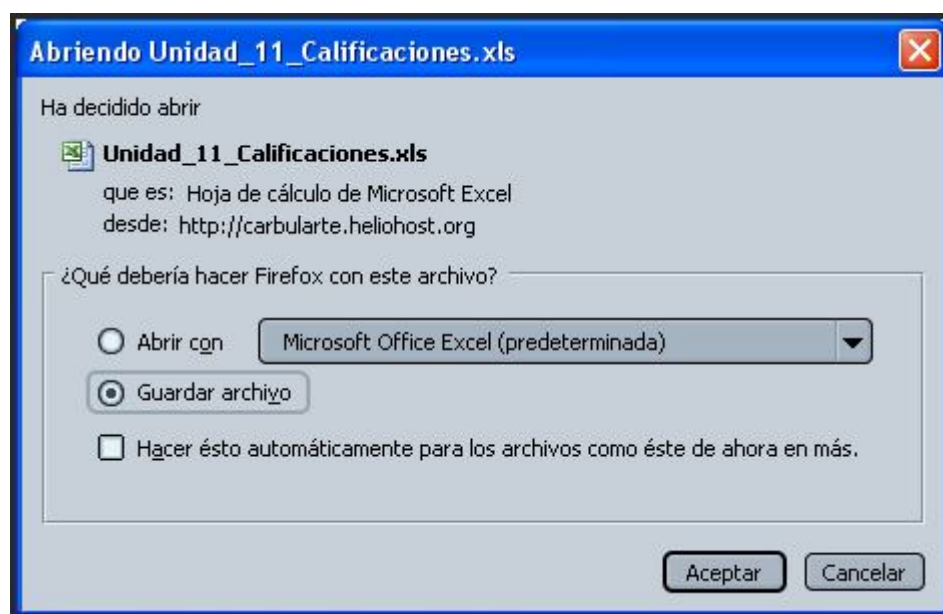 Abriendo Unidad_11_Calificaciones.xls
Ha decidido abrir
Unidad_11_Calificaciones.xls
que es: Hoja de cálculo de Microsoft Excel
desde: http://carbularte.heliohost.org
¿Qué debería hacer Firefox con este archivo?
Abrir con Microsoft Office Excel (predeterminada)
Guardar archivo
Hacer ésto automáticamente para los archivos como éste de ahora en más.
Aceptar Cancelar